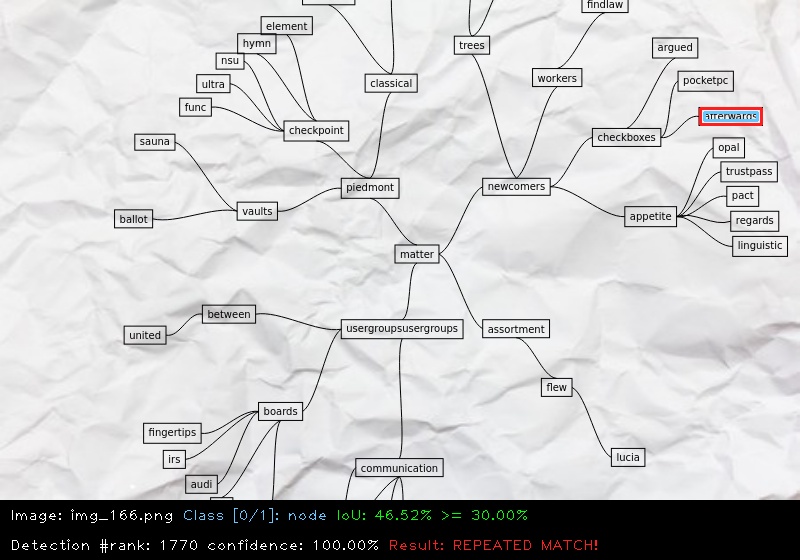 findlaw
element
hymn
trees
argued
nsu
workers
pocketpc
ultra
classical
func
afterwards
checkpoint
checkboxes
sauna
opal
trustpass
piedmont
newcomers
pact
vaults
appetite
regards
ballot
linguistic
matter
between
united
usergroupsusergroups
assortment
flew
boards
fingertips
irs
lucia
communication
audi
Image: img_166.png Class [0/1]: node IoU: 46.52% >= 30.00%
Detection #rank: 1770 confidence: 100.00% Result: REPEATED MATCH!